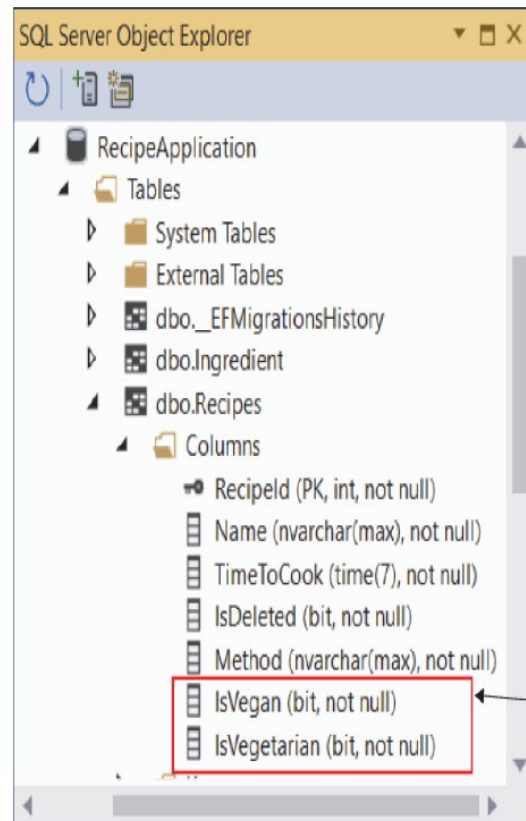 SQL Server Object Explorer
RecipeApplication
Tables
System Tables
External Tables
dbo.__EFMigrationsHistory
dbo.Ingredient
dbo.Recipes
Columns
RecipeId (PK, int, not null)
Name (nvarchar(max), not null)
TimeToCook (time(7), not null)
IsDeleted (bit, not null)
Method (nvarchar(max), not null)
IsVegan (bit, not null)
IsVegetarian (bit, not null)